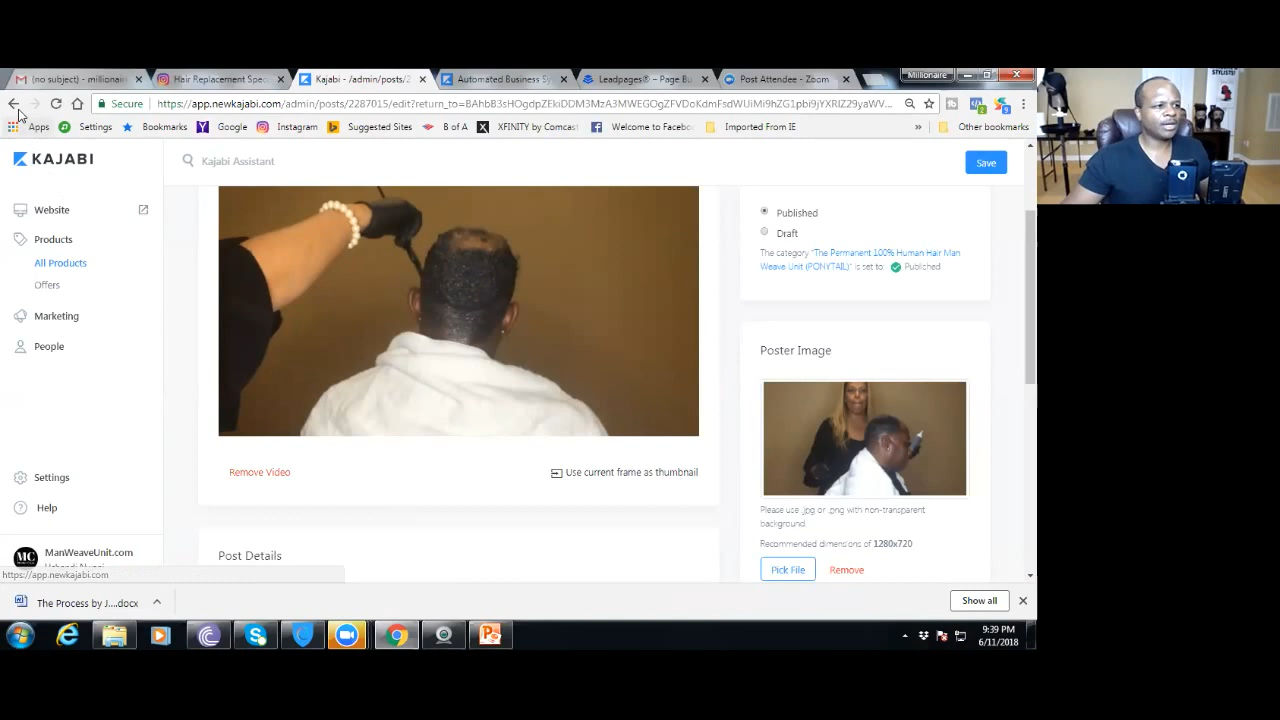 (no subject) - millionai
Hair Replacement Spec
Kajabi - /admin/posts/2
Automated Business Sy
Leadpages® – Page Bu
Post Attendee - Zoom
Millionaire
Secure
https://app.newkajabi.com/admin/posts/2287015/edit?return_to=
Apps
Settings
Bookmarks
Google
Instagram
Suggested Sites
B of A
XFINITY by Comcast
Welcome to Facebo
Imported From IE
»
Other bookmarks
KAJABI
Kajabi Assistant
Save
Website
Products
All Products
Offers
Marketing
People
Settings
Help
MC
ManWeaveUnit.com
https://app.newkajabi.com
Published
Draft
The category "The Permanent 100% Human Hair Man
Weave Unit (PONYTAIL)" is set to: Published
Poster Image
Please use .jpg or .png with non-transparent
background.
Recommended dimensions of 1280x720
Pick File
Remove
Remove Video
Use current frame as thumbnail
Post Details
The Process by J....docx
Show all
9:39 PM
6/11/2018